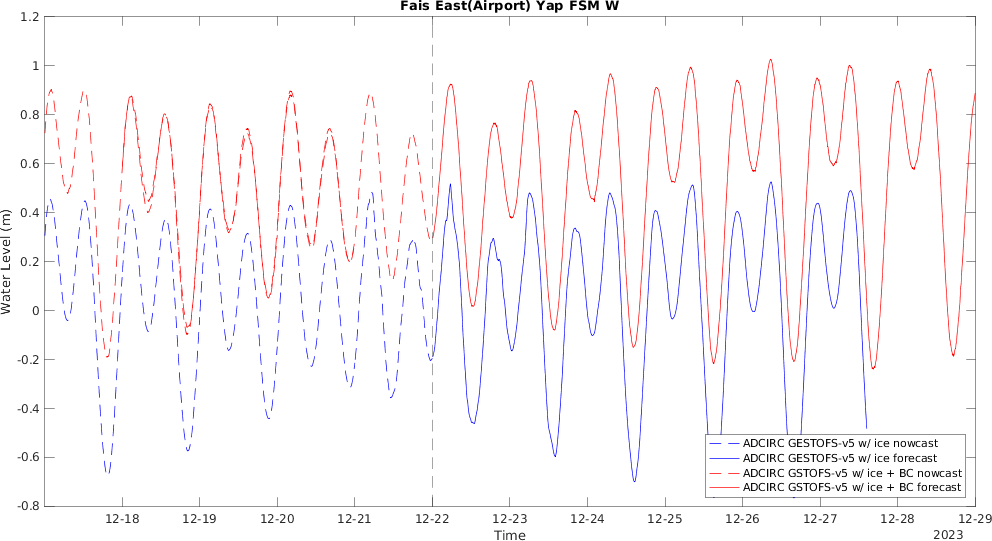 Fais East(Airport) Yap FSM W
1.2
1
0.8
0.6
0.4
0.2
0
-0.2
-0.4
-0.6
-0.8
Water Level (m)
12-18 12-19 12-20 12-21 12-22 12-23 12-24 12-25 12-26 12-27 12-28 12-29
Time
2023
ADCIRC GESTOFS-v5 w/ ice nowcast
ADCIRC GESTOFS-v5 w/ ice forecast
ADCIRC GSTOFS-v5 w/ ice + BC nowcast
ADCIRC GSTOFS-v5 w/ ice + BC forecast